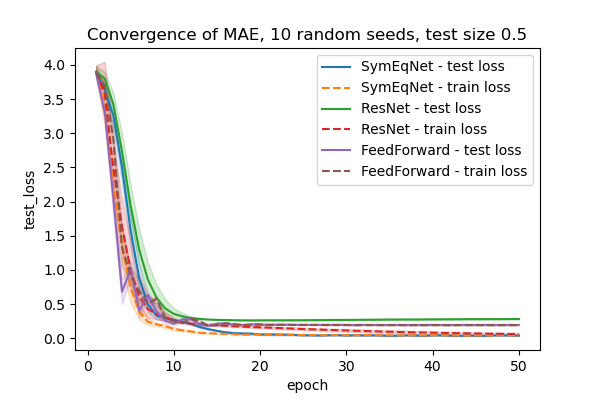 Convergence of MAE, 10 random seeds, test size 0.5
4.0
3.5
3.0
2.5
2.0
1.5
1.0
0.5
0.0
test_loss
SymEqNet - test loss
SymEqNet - train loss
ResNet - test loss
ResNet - train loss
FeedForward - test loss
FeedForward - train loss
0 10 20 30 40 50
epoch